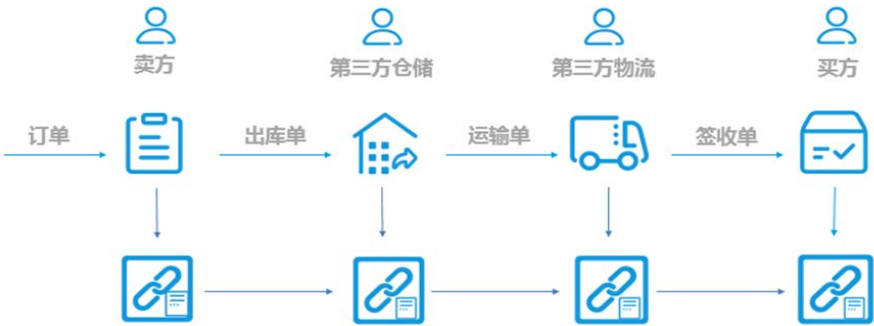 卖方
第三方仓储
第三方物流
买方
订单
出库单
运输单
签收单